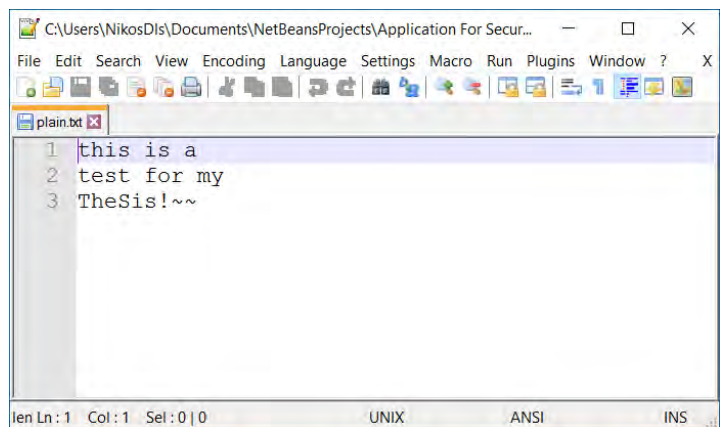 C:\Users\NikosDls\Documents\NetBeansProjects\Application For Secur...
File Edit Search View Encoding Language Settings Macro Run Plugins Window ? X
plain.txt
1 this is a
2 test for my
3 TheSis!~~
len Ln : 1 Col : 1 Sel : 0 | 0 UNIX ANSI INS